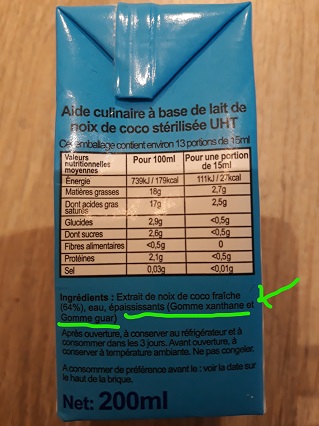 Aide culinaire à base de lait de
noix de coco stérilisée UHT
Cet emballage contient environ 13 portions de 15ml
Valeurs nutritionnelles moyennes Pour 100ml Pour une portion de 15ml
Énergie 739kJ / 179kcal 111kJ / 27kcal
Matières grasses 18g 2,7g
Dont acides gras saturés 17g 2,5g
Glucides 2,9g <0,5g
Dont sucres 2,6g <0,5g
Fibres alimentaires <0,5g 0
Protéines 2,1g <0,5g
Sel 0,03g <0,01g
Ingrédients : Extrait de noix de coco fraîche
(64%), eau, épaississants (Gomme xanthane et
Gomme guar)
Après ouverture, à conserver au réfrigérateur et à
consommer dans les 3 jours. Avant ouverture, à
conserver à température ambiante. Ne pas congeler.
A consommer de préférence avant le : voir la date sur
le haut de la brique.
Net: 200ml